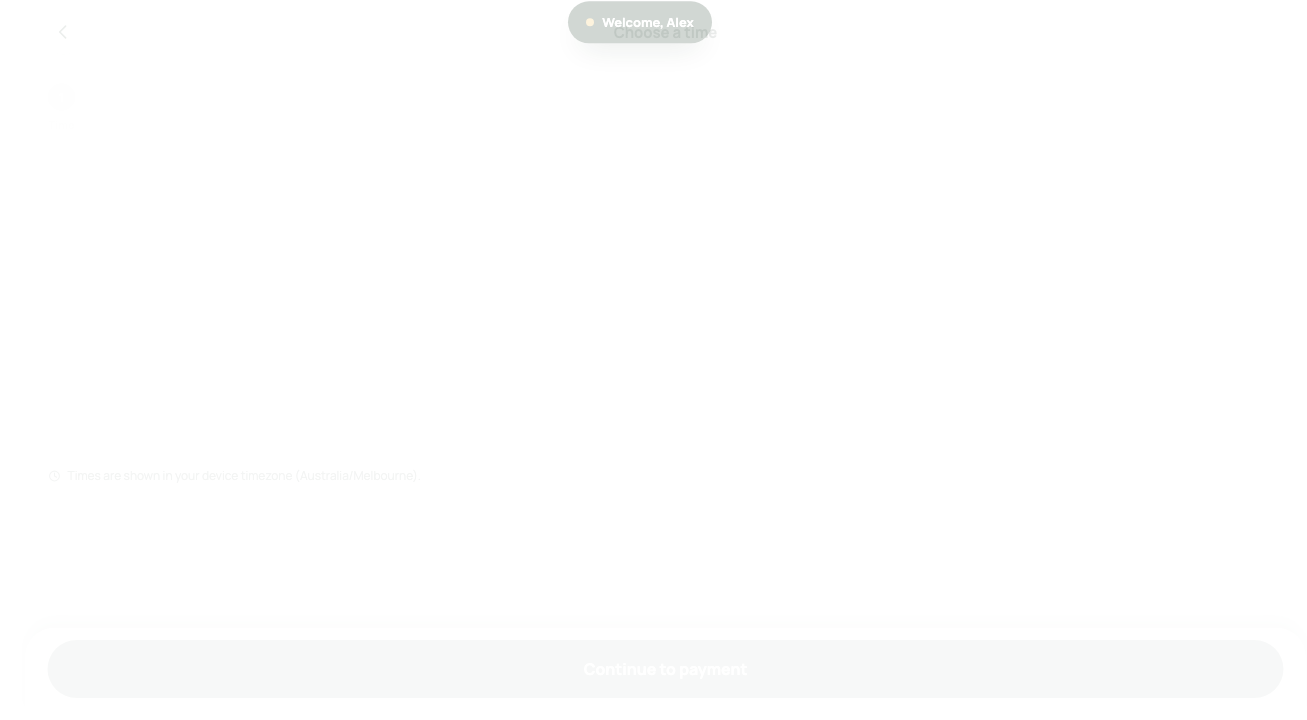 Welcome, Alex
Choose a time
Times are shown in your device timezone (Australia/Melbourne)
Continue to payment